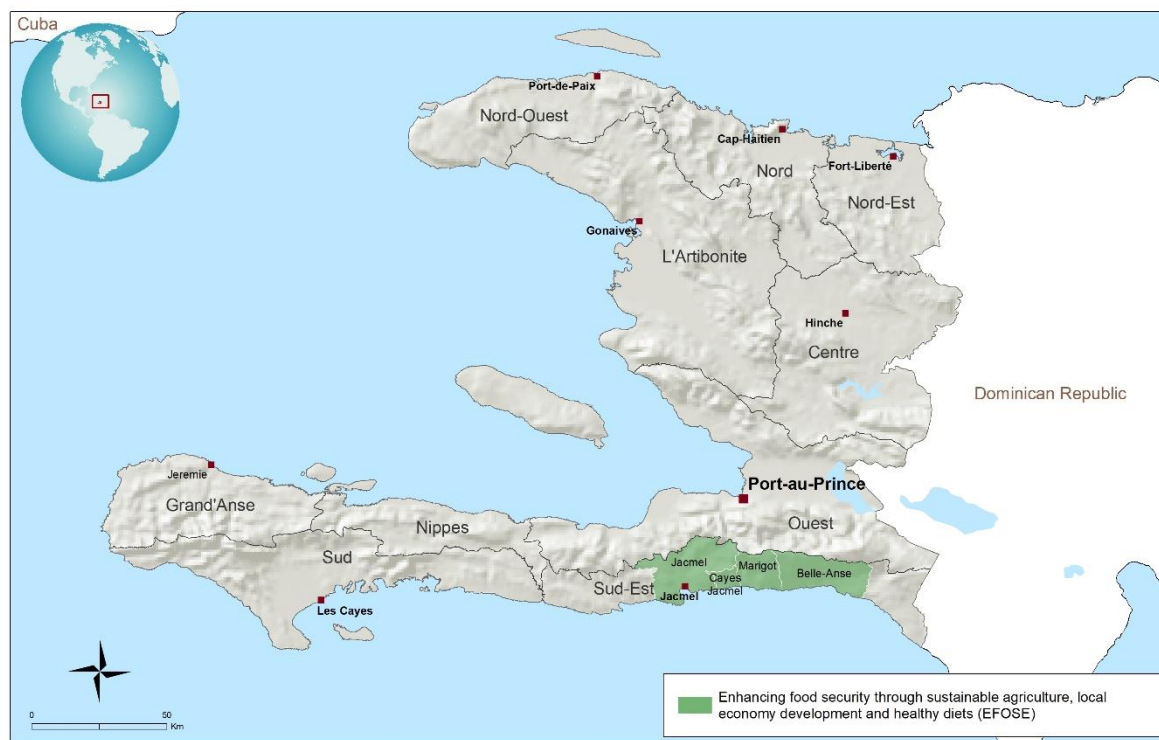 Cuba
Port-de-Paix
Nord-Ouest
Cap-Haitien
Nord
Fort-Liberté
Nord-Est
Gonaives
L'Artibonite
Hinche
Centre
Dominican Republic
Jeremie
Grand'Anse
Port-au-Prince
Nippes
Ouest
Sud
Jacmel
Marigot
Belle-Anse
Cayes
Jacmel
Sud-Est
Jacmel
Les Cayes
0 50
Km
Enhancing food security through sustainable agriculture, local
economy development and healthy diets (EFOSE)